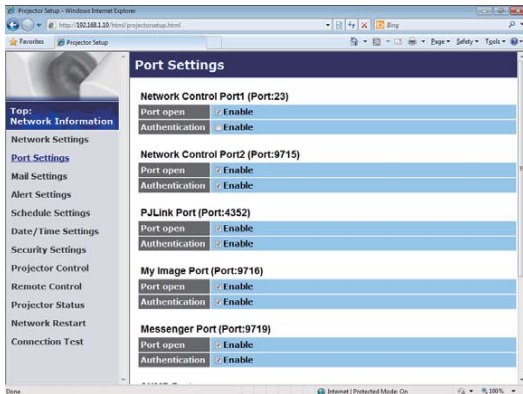 Projector Setup - Windows Internet Explorer
http://192.168.1.10/html/projectorsetup.html
Bing
Favorites Projector Setup Page Safety Tools
Port Settings
Network Control Port1 (Port:23)
Port open Enable
Authentication Enable
Network Control Port2 (Port:9715)
Port open Enable
Authentication Enable
PJLink Port (Port:4352)
Port open Enable
Authentication Enable
My Image Port (Port:9716)
Port open Enable
Authentication Enable
Messenger Port (Port:9719)
Port open Enable
Authentication Enable
Top:
Network Information
Network Settings
Port Settings
Mail Settings
Alert Settings
Schedule Settings
Date/Time Settings
Security Settings
Projector Control
Remote Control
Projector Status
Network Restart
Connection Test
Done Internet | Protected Mode: On 100%